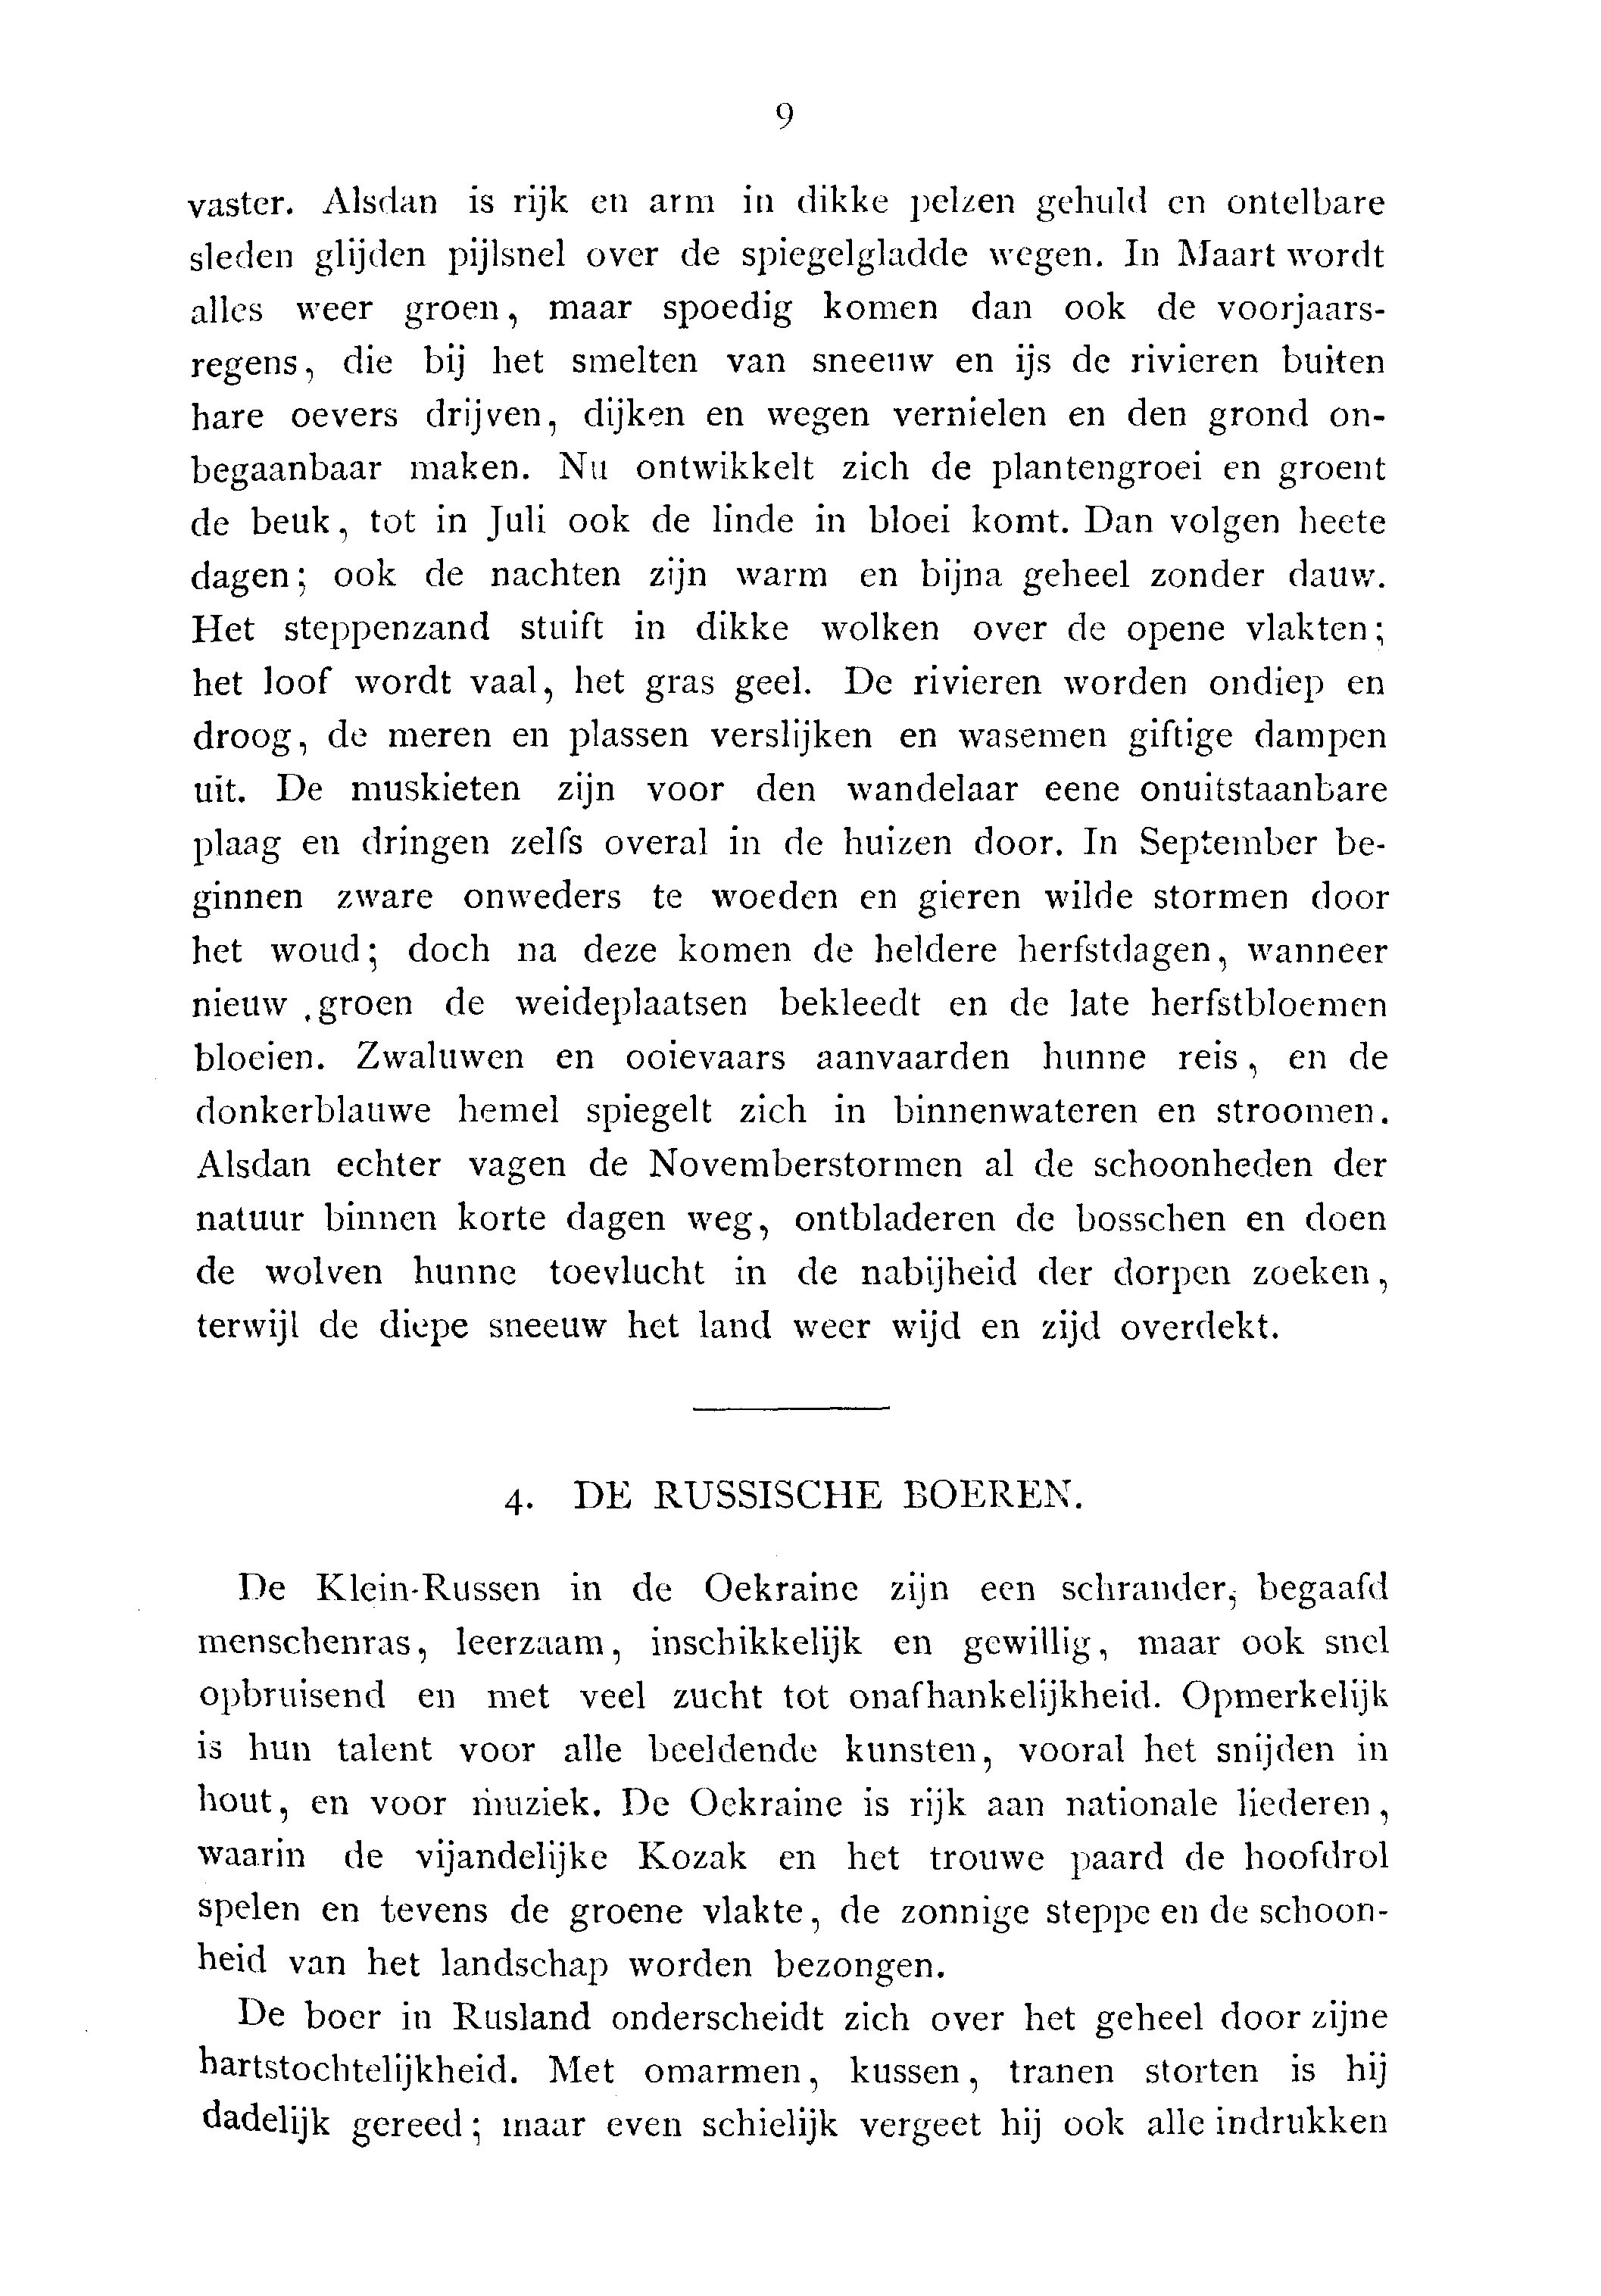 9
vaster. Alsdan is rijk en arm in dikke pelzen gehuld en ontelbare
sleden glijden pijlsnel over de spiegelgladde wegen. In Maart wordt
alles weer groen, maar spoedig komen dan ook de voorjaars-
regens, die bij het smelten van sneeuw en ijs de rivieren buiten
hare oevers drijven, dijken en wegen vernielen en den grond on-
begaanbaar maken. Nu ontwikkelt zich de plantengroei en groent
de beuk, tot in Juli ook de linde in bloei komt. Dan volgen heete
dagen; ook de nachten zijn warm en bijna geheel zonder dauw.
Het steppenzand stuift in dikke wolken over de opene vlakten;
het loof wordt vaal, het gras geel. De rivieren worden ondiep en
droog, de meren en plassen verslijken en wasemen giftige dampen
uit. De muskieten zijn voor den wandelaar eene onuitstaanbare
plaag en dringen zelfs overal in de huizen door. In September be-
ginnen zware onweders te woeden en gieren wilde stormen door
het woud; doch na deze komen de heldere herfstdagen, wanneer
nieuw groen de weideplaatsen bekleedt en de late herfstbloemen
bloeien. Zwaluwen en ooievaars aanvaarden hunne reis, en de
donkerblauwe hemel spiegelt zich in binnenwateren en stroomen.
Alsdan echter vagen de Novemberstormen al de schoonheden der
natuur binnen korte dagen weg, ontbladeren de bosschen en doen
de wolven hunne toevlucht in de nabijheid der dorpen zoeken,
terwijl de diepe sneeuw het land weer wijd en zijd overdekt.
4. DE RUSSISCHE BOEREN.
De Klein-Russen in de Oekraine zijn een schrander, begaafd
menschenras, leerzaam, inschikkelijk en gewillig, maar ook snel
opbruisend en met veel zucht tot onafhankelijkheid. Opmerkelijk
is hun talent voor alle beeldende kunsten, vooral het snijden in
hout, en voor muziek. De Oekraine is rijk aan nationale liederen,
waarin de vijandelijke Kozak en het trouwe paard de hoofdrol
spelen en tevens de groene vlakte, de zonnige steppe en de schoon-
heid van het landschap worden bezongen.
De boer in Rusland onderscheidt zich over het geheel door zijne
hartstochtelijkheid. Met omarmen, kussen, tranen storten is hij
dadelijk gereed; maar even schielijk vergeet hij ook alle indrukken